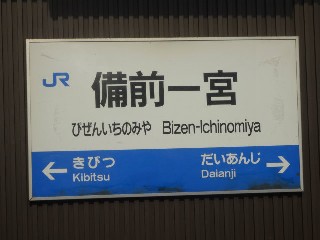 JR
備前一宮
びぜんいちのみや Bizen-Ichinomiya
← きびつ だいあんじ →
Kibitsu Daianji